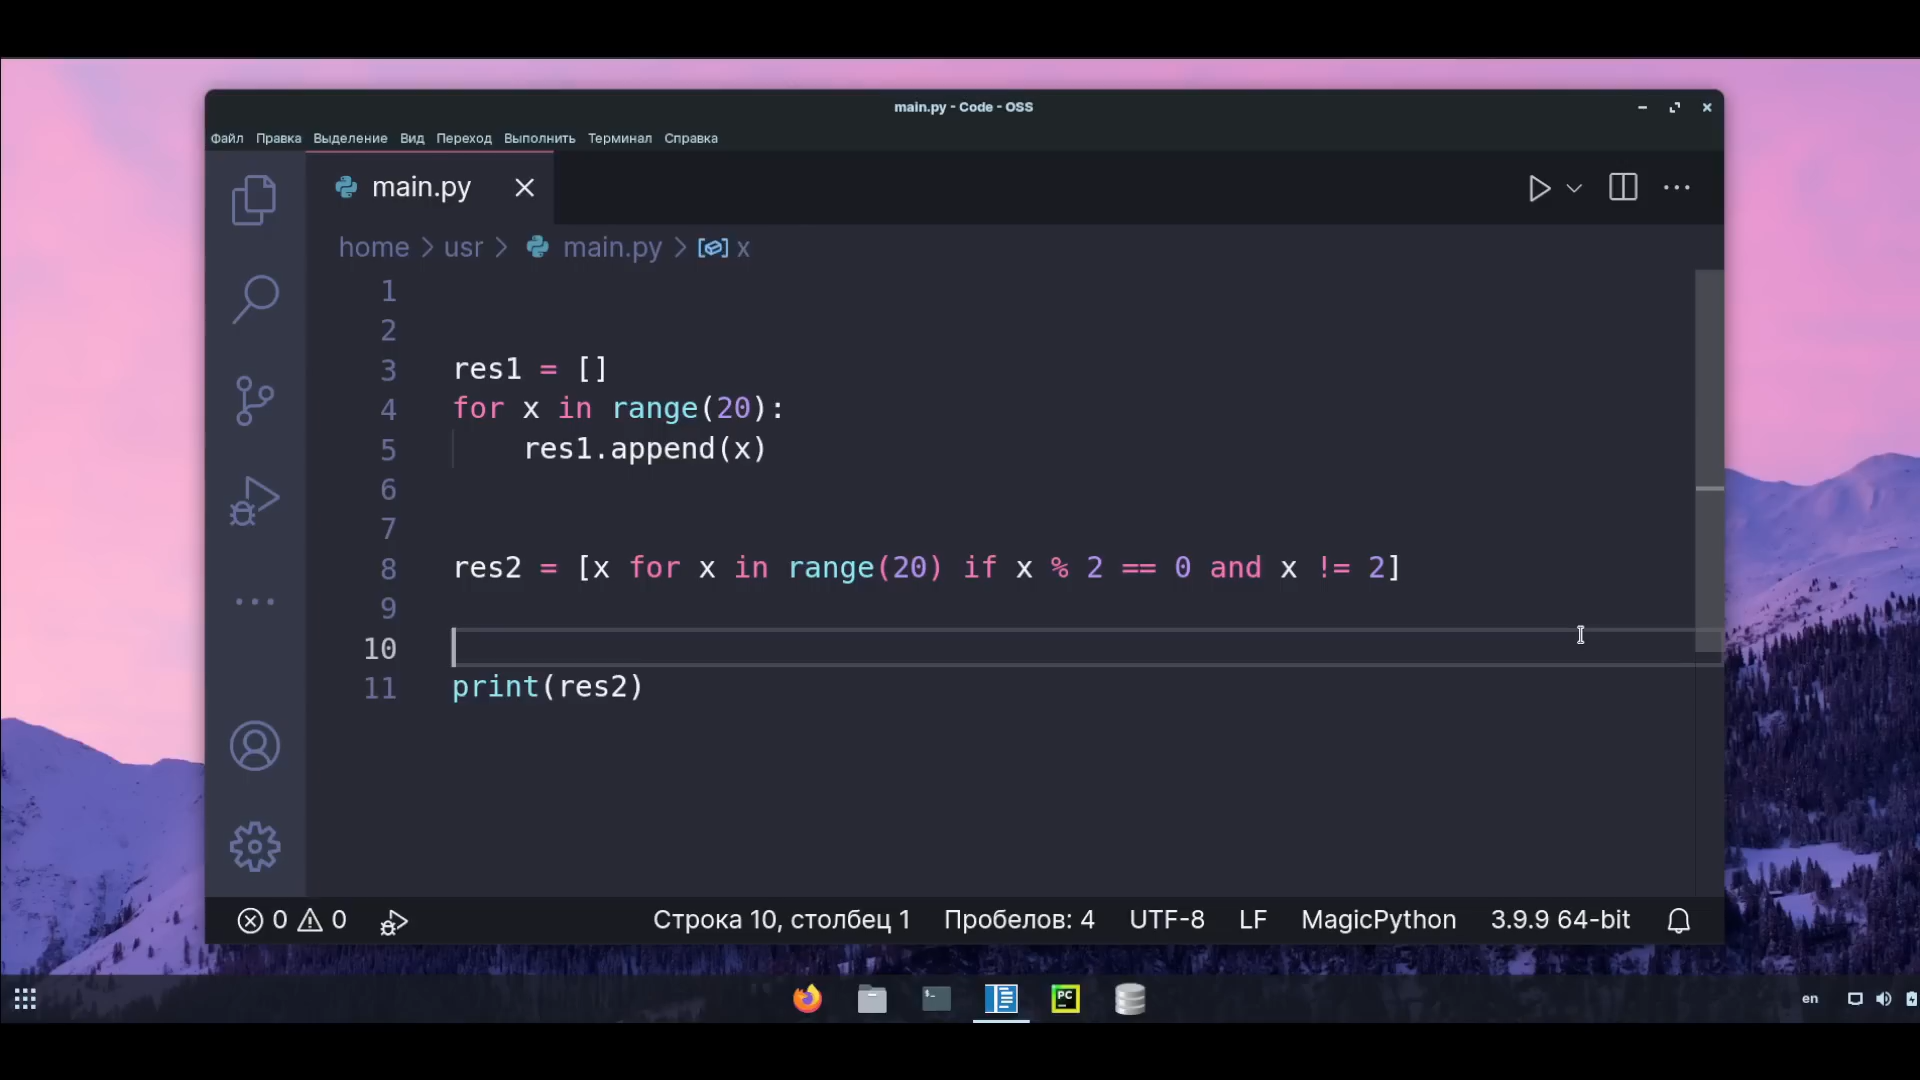 main.py - Code - OSS
Файл Правка Выделение Вид Переход Выполнить Терминал Справка
main.py
home > usr > main.py > x
1
2
3 res1 = []
4 for x in range(20):
5 res1.append(x)
6
7
8 res2 = [x for x in range(20) if x % 2 == 0 and x != 2]
9
10
11 print(res2)
0 0 Строка 10, столбец 1 Пробелов: 4 UTF-8 LF MagicPython 3.9.9 64-bit
PC
en